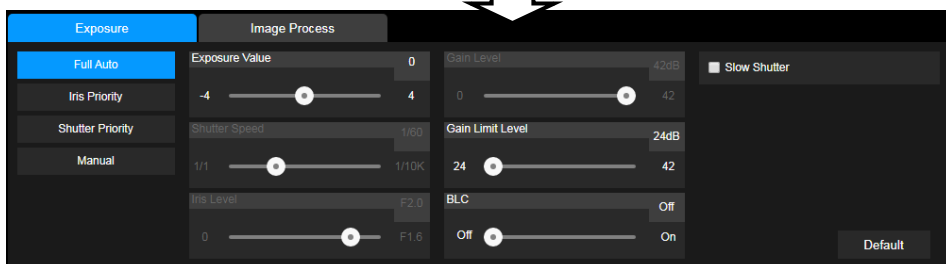 Exposure Image Process
Full Auto
Iris Priority
Shutter Priority
Manual
Exposure Value 0
-4 4
Shutter Speed 1/60
1/1 1/10K
Iris Level F2.0
0 F1.6
Gain Level 42dB
0 42
Gain Limit Level 24dB
24 42
BLC Off
Off On
Slow Shutter
Default